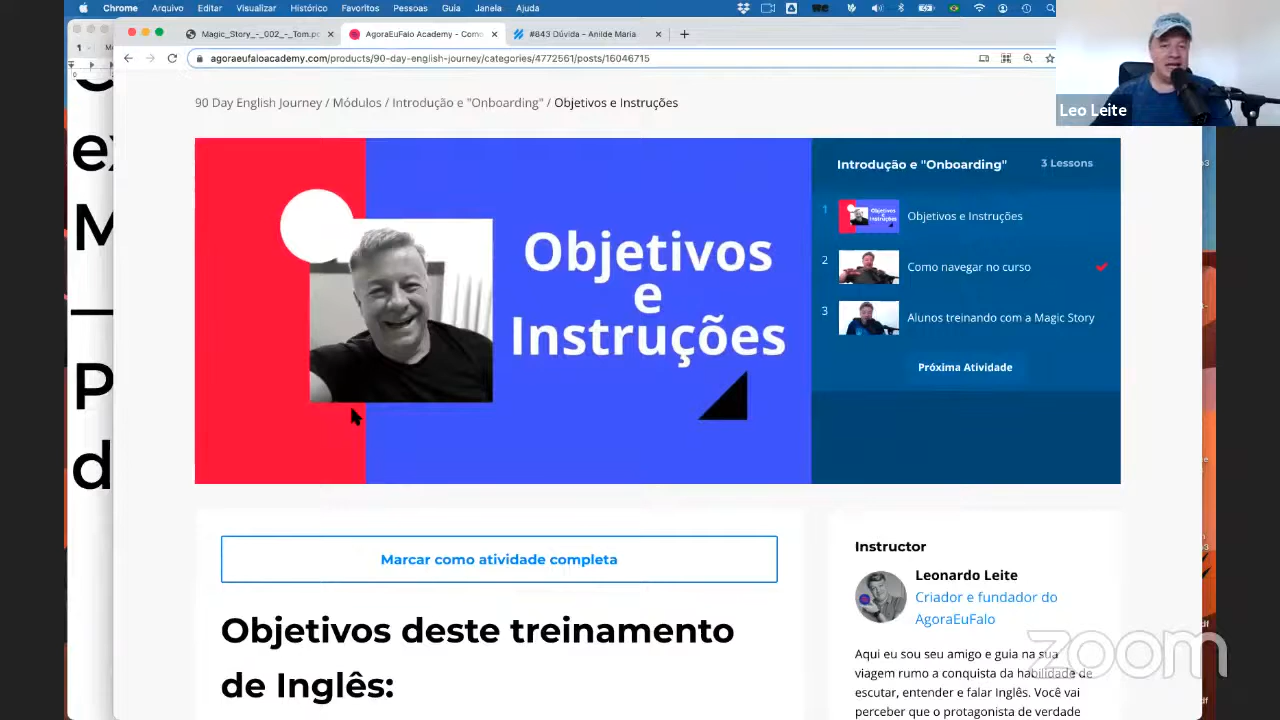 Chrome Arquivo Editar Visualizar Histórico Favoritos Pessoas Guia Janela Ajuda
Magic_Story_-_002_-_Tom.pc
AgoraEuFalo Academy - Como
#643 Dúvida - Anilde Maria
agoraeufaloacademy.com/products/90-day-english-journey/categories/4772561/posts/16046715
Leo Leite
90 Day English Journey / Módulos / Introdução e "Onboarding" / Objetivos e Instruções
Objetivos
e
Instruções
Introdução e "Onboarding" 3 Lessons
1 Objetivos e Instruções
2 Como navegar no curso
3 Alunos treinando com a Magic Story
Próxima Atividade
Marcar como atividade completa
Objetivos deste treinamento
de Inglês:
Instructor
Leonardo Leite
Criador e fundador do
AgoraEuFalo
Aqui eu sou seu amigo e guia na sua
viagem rumo a conquista da habilidade de
escutar, entender e falar Inglês. Você vai
perceber que o protagonista de verdade
zoom